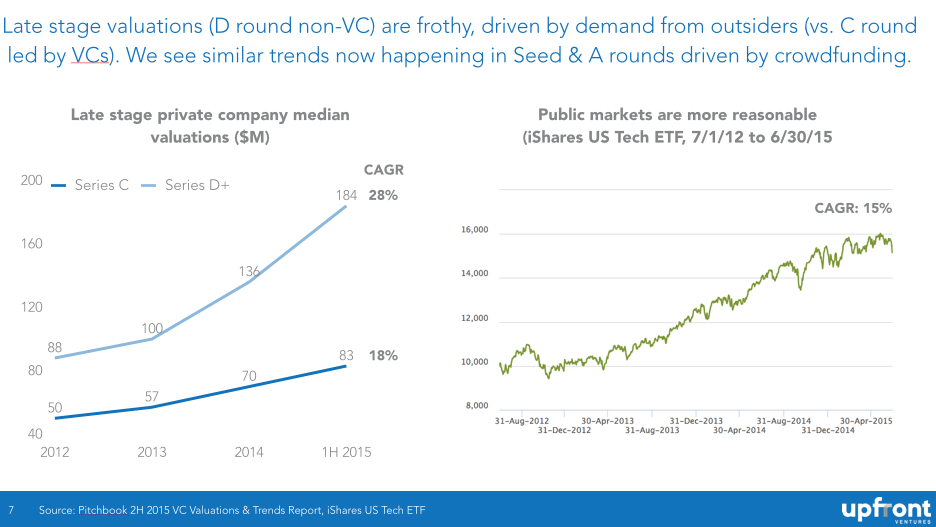 Late stage valuations (D round non-VC) are frothy, driven by demand from outsiders (vs. C round
led by VCs). We see similar trends now happening in Seed & A rounds driven by crowdfunding.
Late stage private company median
valuations ($M)
CAGR
200
Series C
Series D+
184
28%
160
136
120
100
88
80
83
18%
70
57
50
40
2012
2013
2014
1H 2015
Public markets are more reasonable
(iShares US Tech ETF, 7/1/12 to 6/30/15
CAGR: 15%
16,000
14,000
12,000
10,000
8,000
31-Aug-2012
30-Apr-2013
31-Dec-2013
31-Aug-2014
30-Apr-2015
31-Dec-2012
31-Aug-2013
30-Apr-2014
31-Dec-2014
7
Source: Pitchbook 2H 2015 VC Valuations & Trends Report, iShares US Tech ETF
upfront
VENTURES